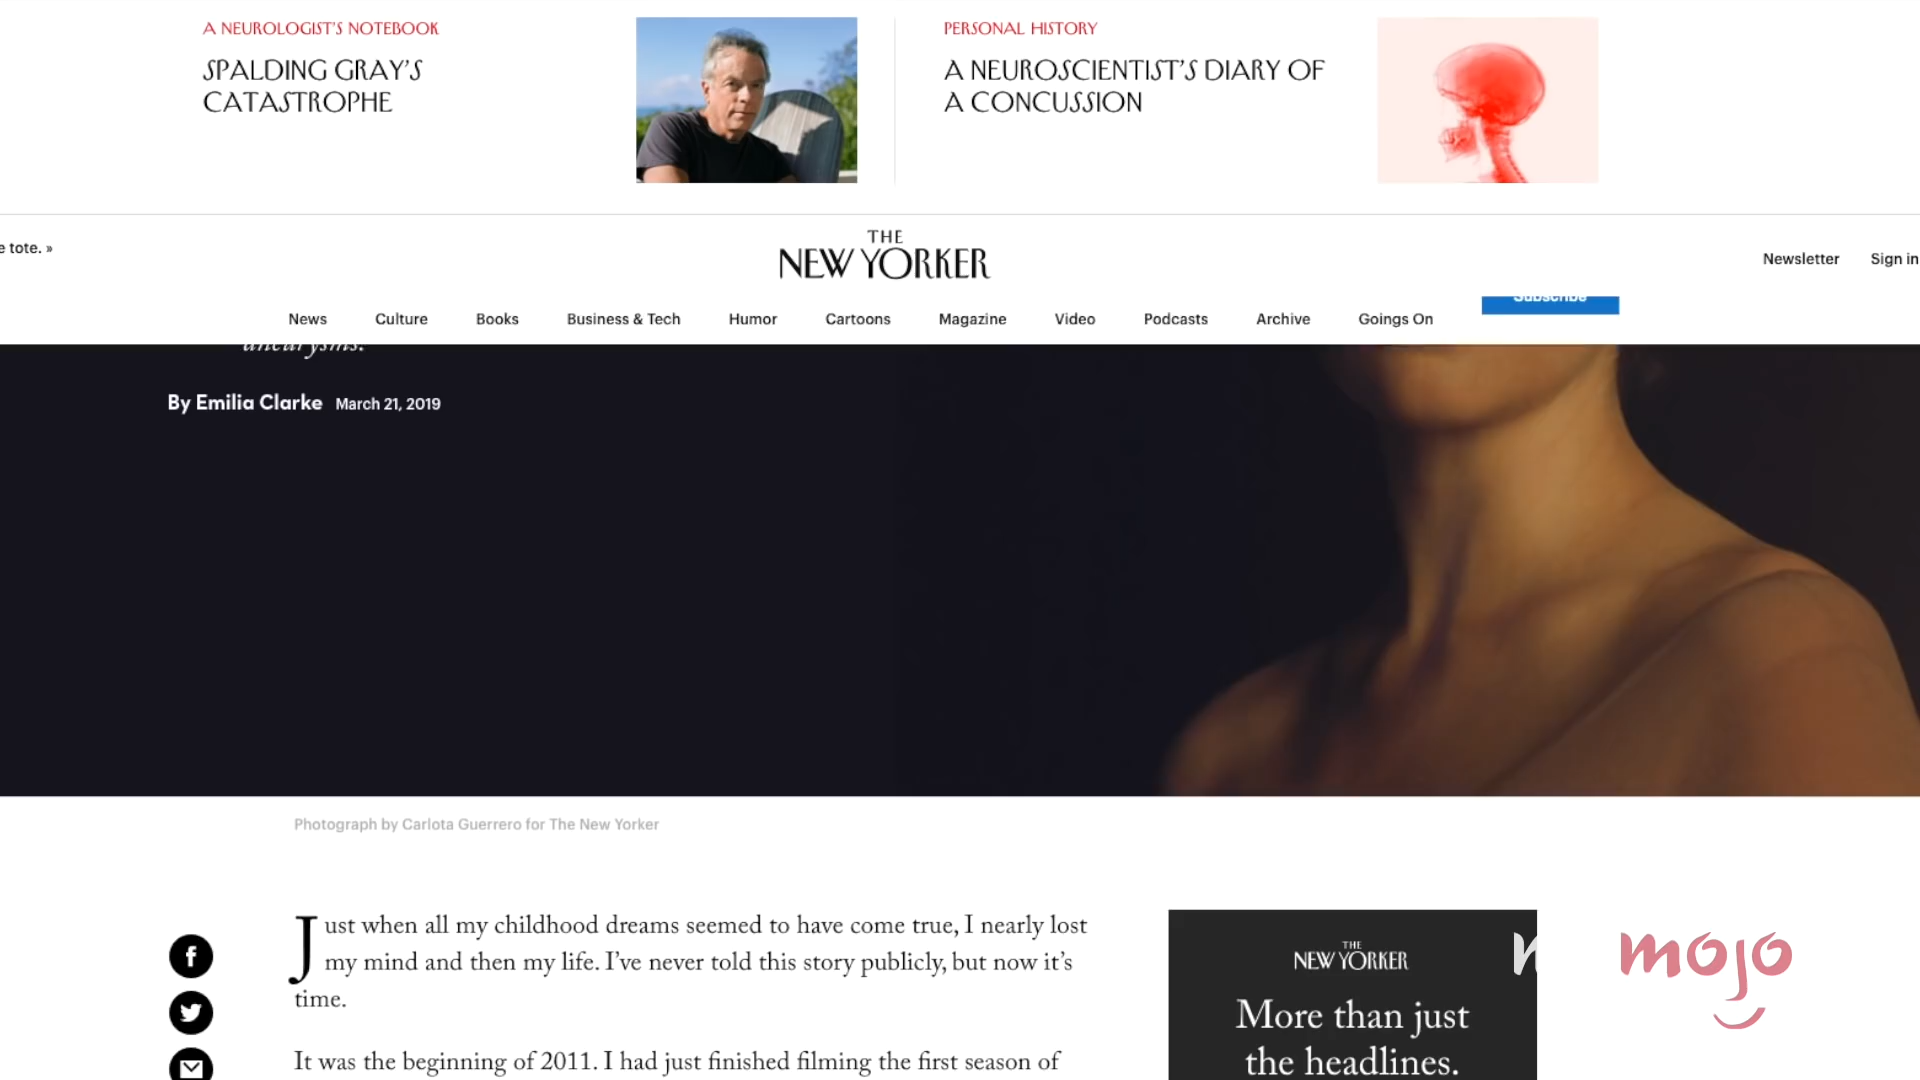 A NEUROLOGIST'S NOTEBOOK
SPALDING GRAY'S
CATASTROPHE
PERSONAL HISTORY
A NEUROSCIENTIST'S DIARY OF
A CONCUSSION
e tote. »
THE
NEW YORKER
Newsletter
Sign in
Subscribe
News
Culture
Books
Business & Tech
Humor
Cartoons
Magazine
Video
Podcasts
Archive
Goings On
aneurysms.
By Emilia Clarke March 21, 2019
Photograph by Carlota Guerrero for The New Yorker
Just when all my childhood dreams seemed to have come true, I nearly lost
my mind and then my life. I've never told this story publicly, but now it's
time.
It was the beginning of 2011. I had just finished filming the first season of
THE
NEW YORKER
More than just
the headlines.
mojo